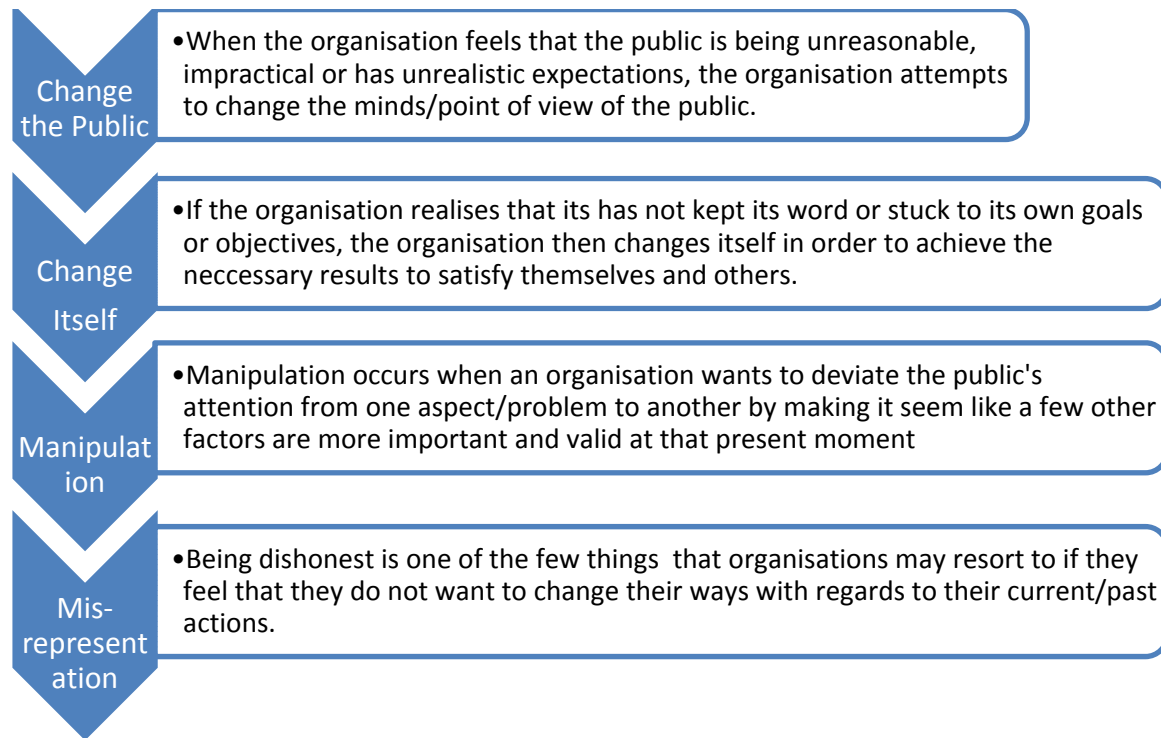 Change
the Public
•When the organisation feels that the public is being unreasonable,
impractical or has unrealistic expectations, the organisation attempts
to change the minds/point of view of the public.
Change
Itself
•If the organisation realises that its has not kept its word or stuck to its own goals
or objectives, the organisation then changes itself in order to achieve the
neccessary results to satisfy themselves and others.
Manipulat
ion
•Manipulation occurs when an organisation wants to deviate the public's
attention from one aspect/problem to another by making it seem like a few other
factors are more important and valid at that present moment
Mis-
represent
ation
•Being dishonest is one of the few things  that organisations may resort to if they
feel that they do not want to change their ways with regards to their current/past
actions.